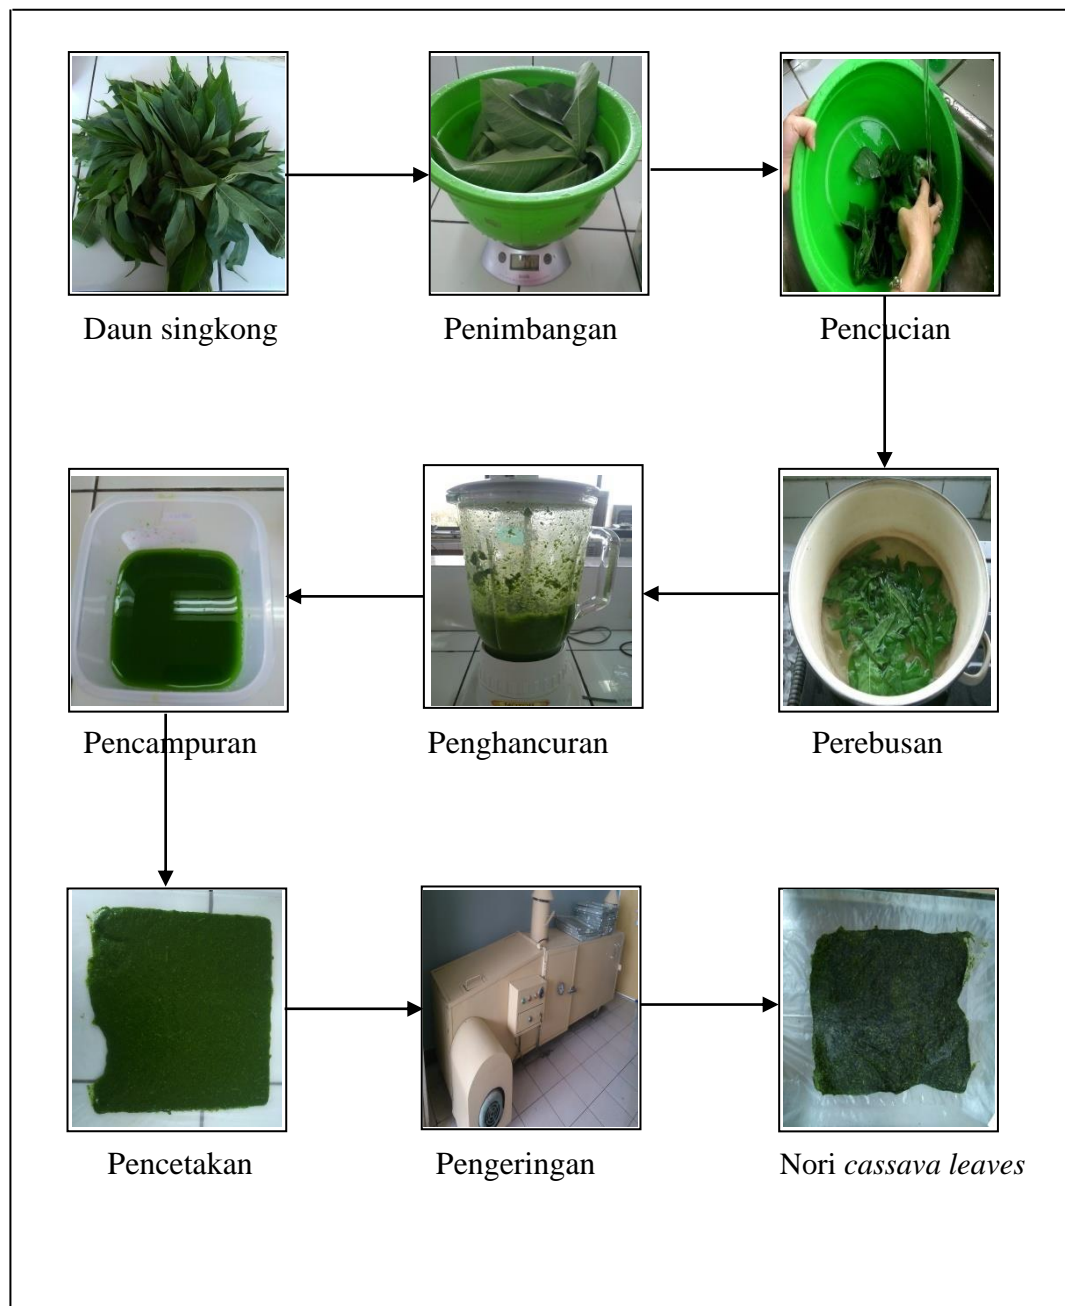 Daun singkong
Penimbangan
Pencucian
Perebusan
Penghancuran
Pencampuran
Pencetakan
Pengeringan
Nori cassava leaves